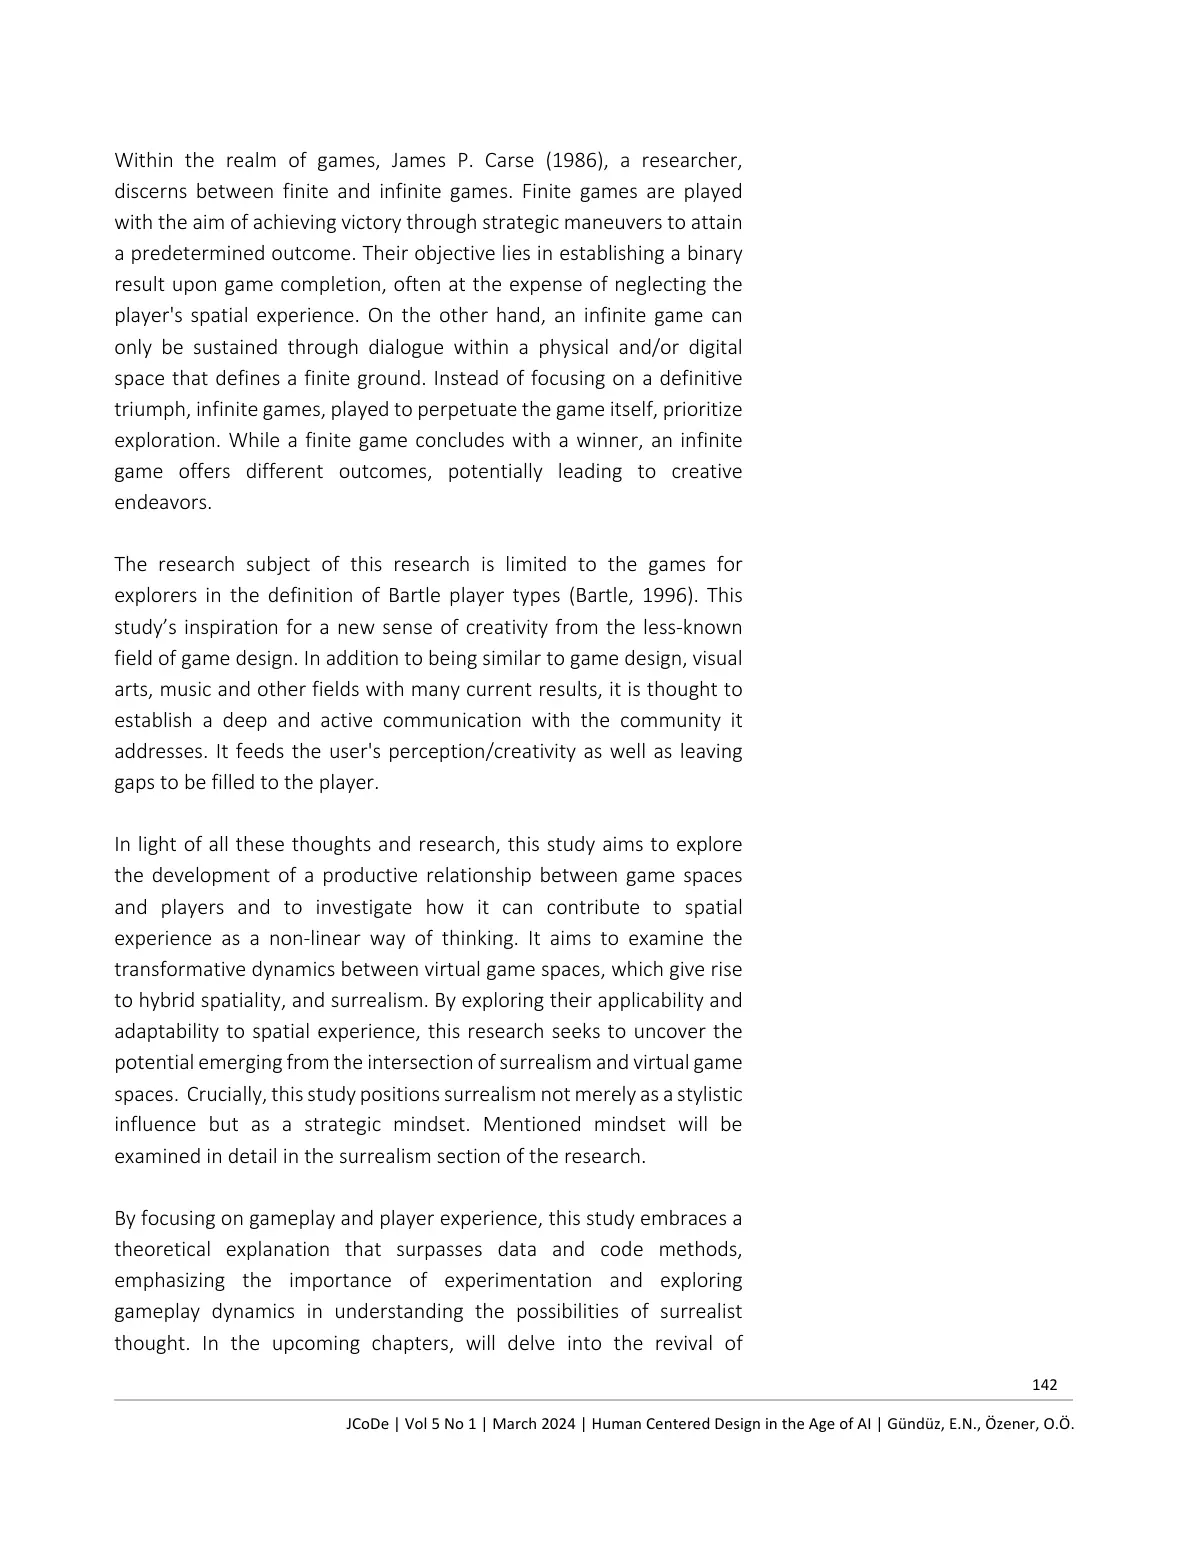 Within the realm of games, James P. Carse (1986), a researcher,
discerns between finite and infinite games. Finite games are played
with the aim of achieving victory through strategic maneuvers to attain
a predetermined outcome. Their objective lies in establishing a binary
result upon game completion, often at the expense of neglecting the
player's spatial experience. On the other hand, an infinite game can
only be sustained through dialogue within a physical and/or digital
space that defines a finite ground. Instead of focusing on a definitive
triumph, infinite games, played to perpetuate the game itself, prioritize
exploration. While a finite game concludes with a winner, an infinite
game offers different outcomes, potentially leading to creative
endeavors.
The research subject of this research is limited to the games for
explorers in the definition of Bartle player types (Bartle, 1996). This
study’s inspiration for a new sense of creativity from the less-known
field of game design. In addition to being similar to game design, visual
arts, music and other fields with many current results, it is thought to
establish a deep and active communication with the community it
addresses. It feeds the user's perception/creativity as well as leaving
gaps to be filled to the player.
In light of all these thoughts and research, this study aims to explore
the development of a productive relationship between game spaces
and players and to investigate how it can contribute to spatial
experience as a non-linear way of thinking. It aims to examine the
transformative dynamics between virtual game spaces, which give rise
to hybrid spatiality, and surrealism. By exploring their applicability and
adaptability to spatial experience, this research seeks to uncover the
potential emerging from the intersection of surrealism and virtual game
spaces. Crucially, this study positions surrealism not merely as a stylistic
influence but as a strategic mindset. Mentioned mindset will be
examined in detail in the surrealism section of the research.
By focusing on gameplay and player experience, this study embraces a
theoretical explanation that surpasses data and code methods,
emphasizing the importance of experimentation and exploring
gameplay dynamics in understanding the possibilities of surrealist
thought. In the upcoming chapters, will delve into the revival of
142
JCoDe | Vol 5 No 1 | March 2024 | Human Centered Design in the Age of AI | Gündüz, E.N., Özener, O.Ö.